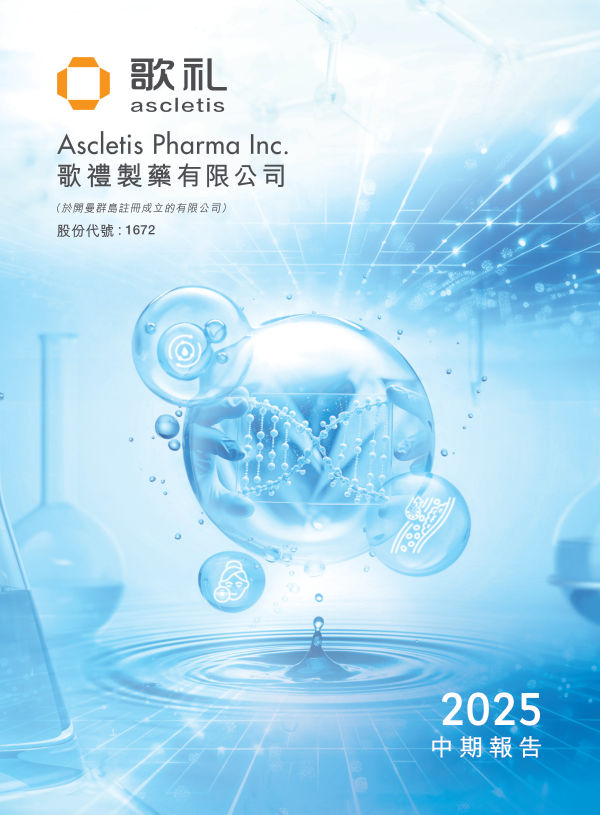 歌礼
ascletis
Ascletis Pharma Inc.
歌禮製藥有限公司
（於開曼群島註冊成立的有限公司）
股份代號：1672
2025
中期報告